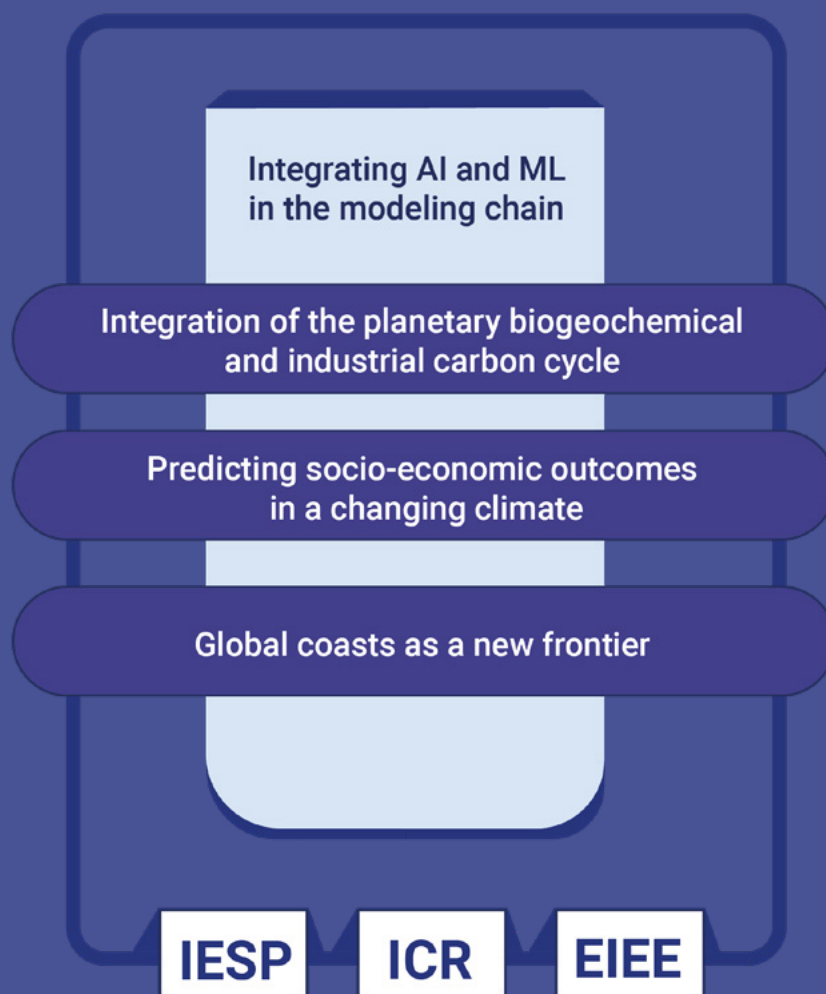 Integrating AI and ML
in the modeling chain
Integration of the planetary biogeochemical
and industrial carbon cycle
Predicting socio-economic outcomes
in a changing climate
Global coasts as a new frontier
IESP
ICR
EIEE